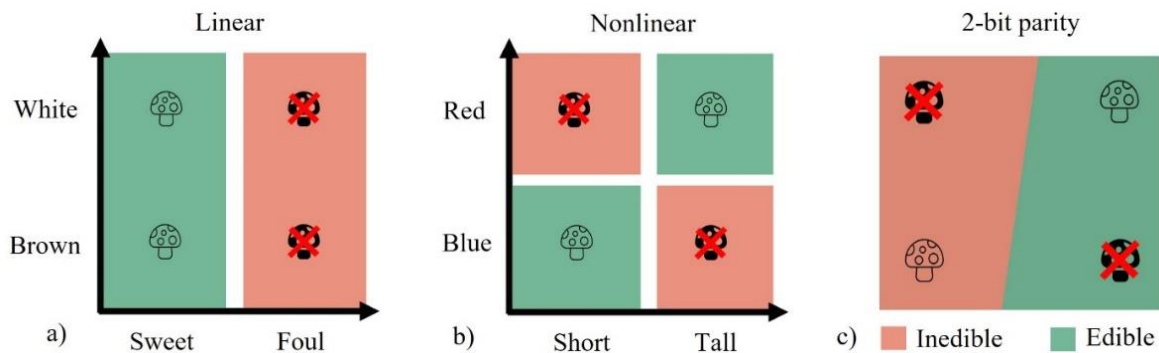 Linear
White
Brown
Sweet Foul
a)
Nonlinear
Red
Blue
Short Tall
b)
2-bit parity
c)
Inedible Edible